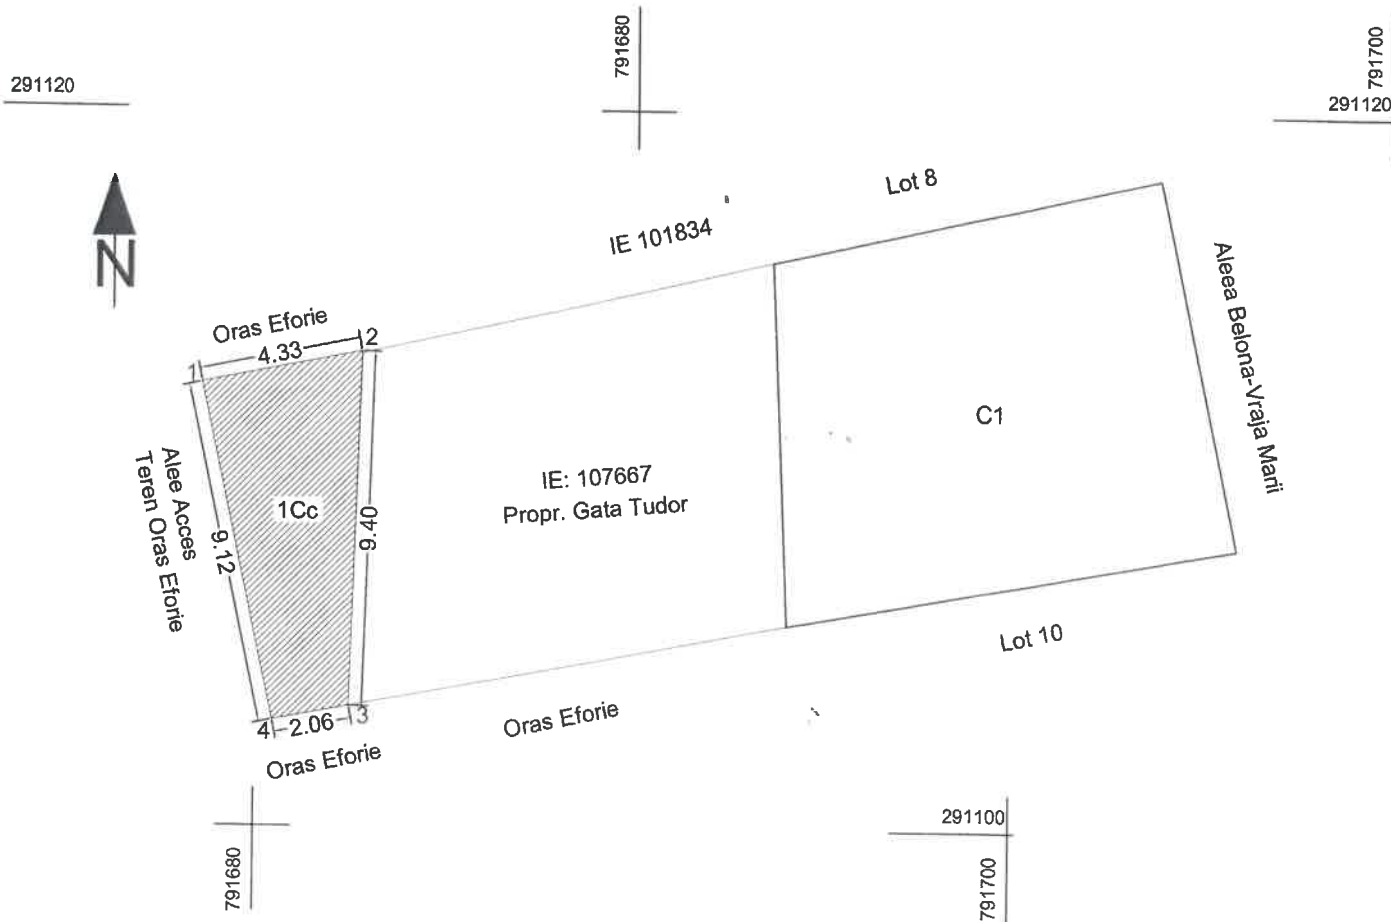 791680
791700
291120
291120
Lot 8
IE 101834
N
Oras Eforie
2
4.33
1
Aleea Belona-Vraja Marii
C1
Alee Acces
Teren Oras Eforie
IE: 107667
Propr. Gata Tudor
1Cc
9.12
9.40
Lot 10
4
2.06
3
Oras Eforie
Oras Eforie
291100
791680
791700